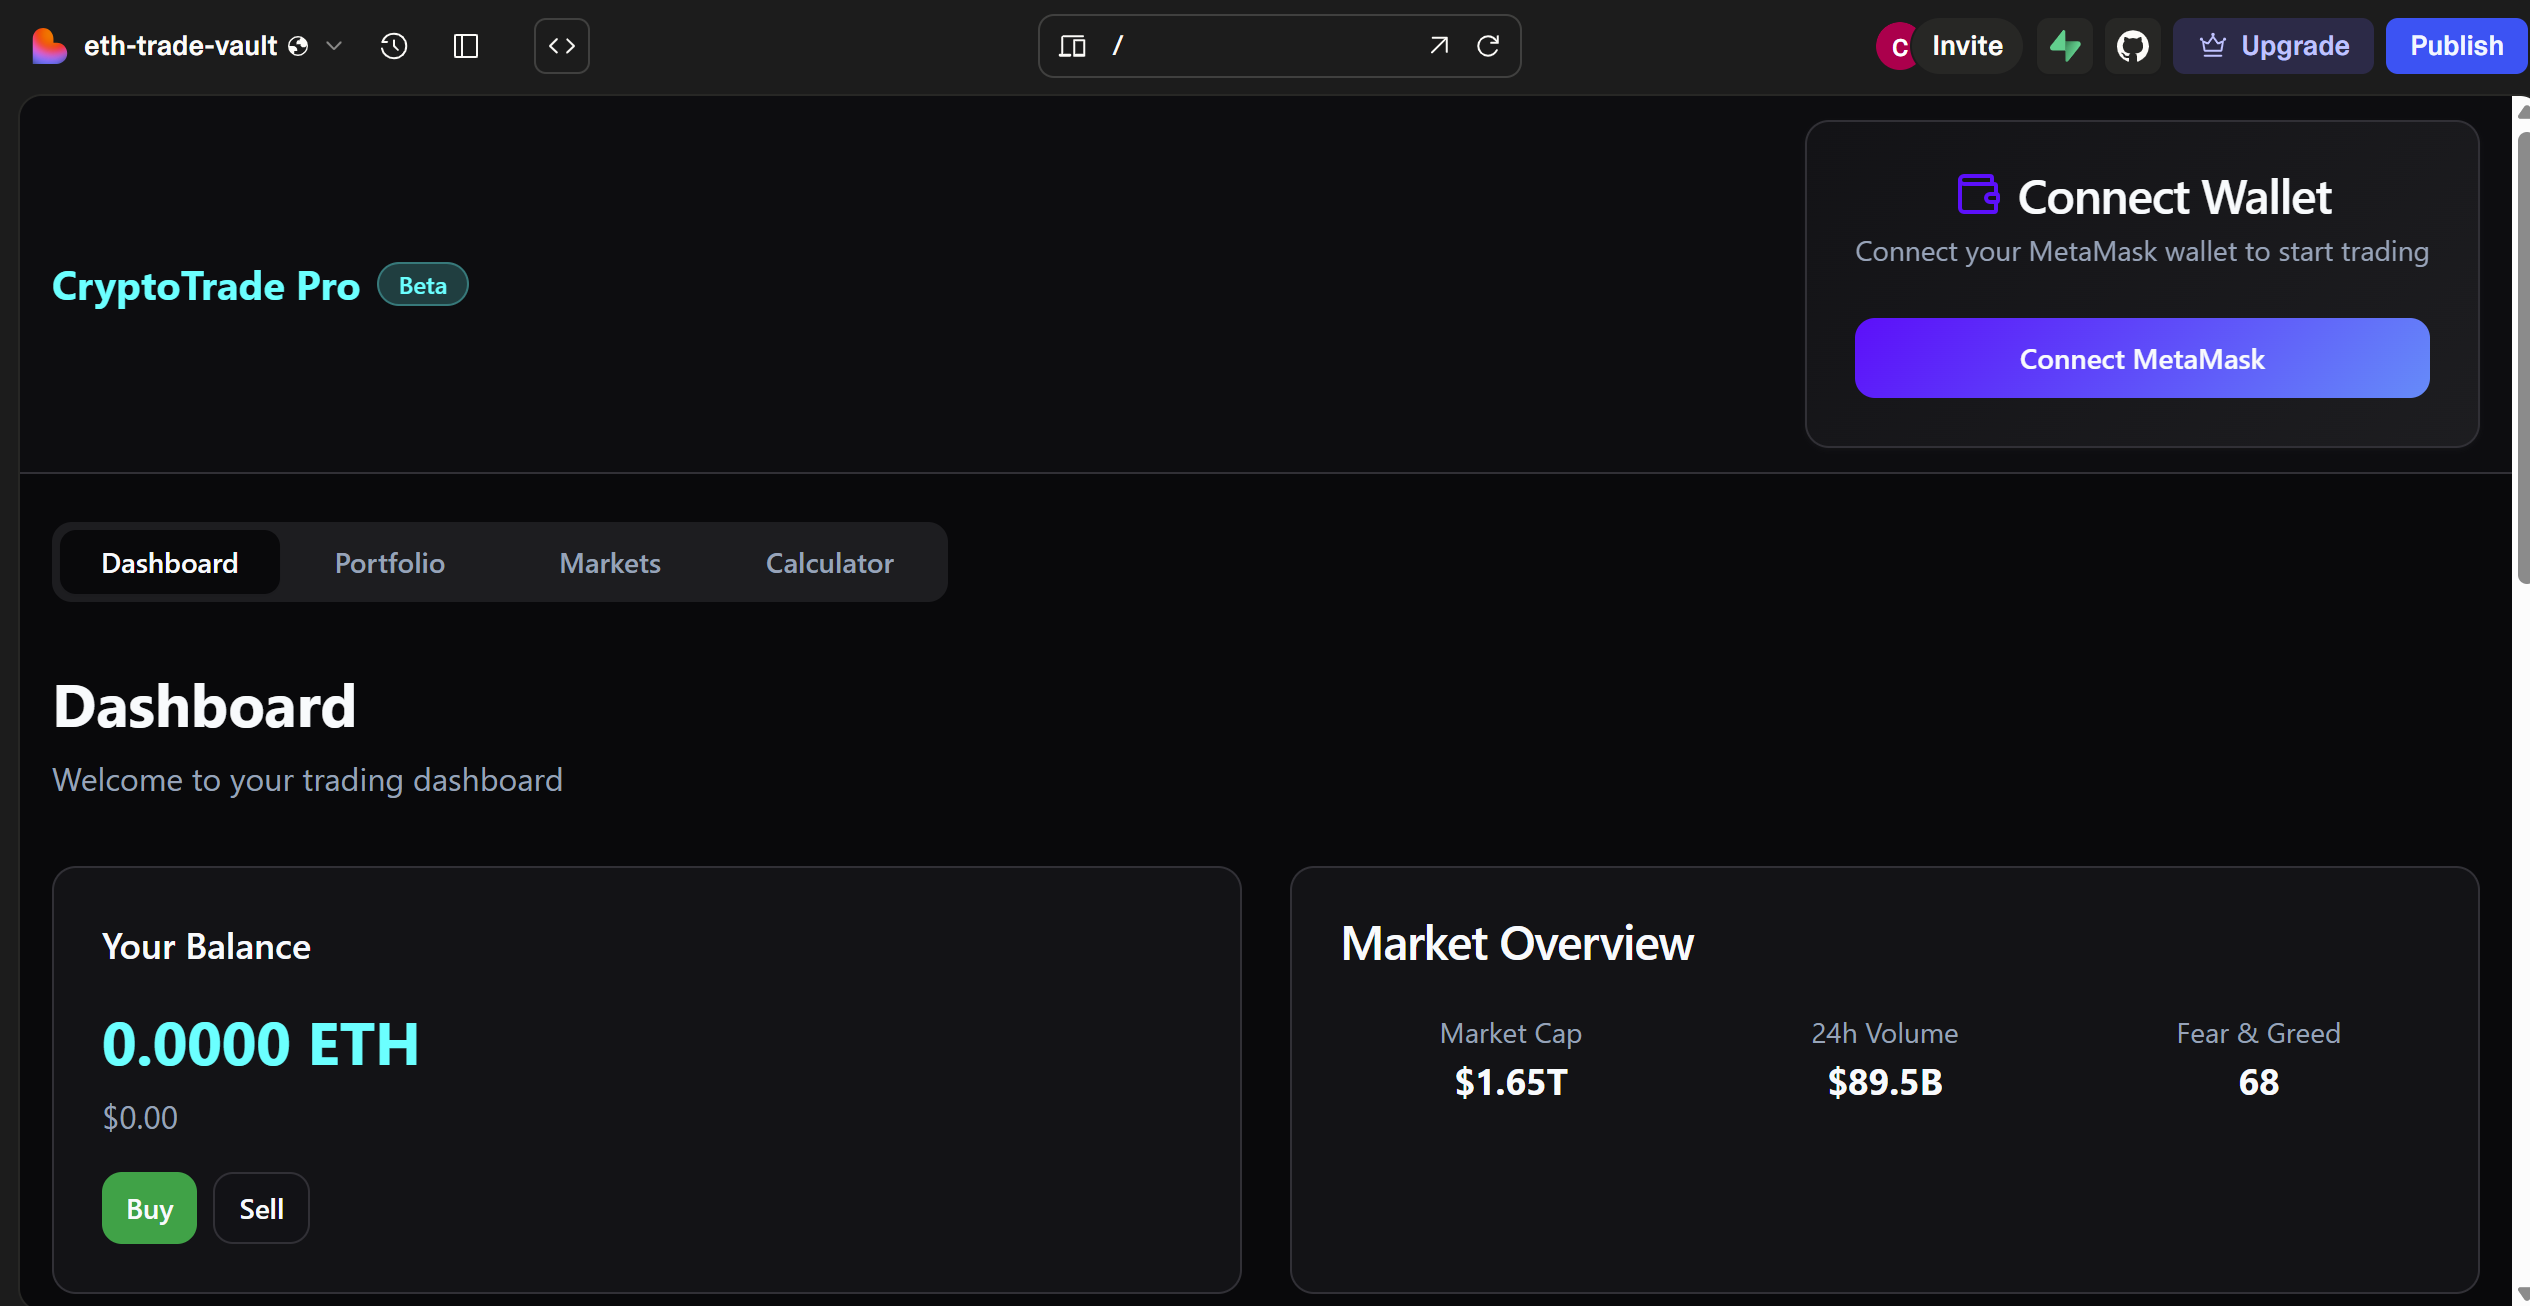 eth-trade-vault
/
C
Invite
Upgrade
Publish
CryptoTrade Pro
Beta
Connect Wallet
Connect your MetaMask wallet to start trading
Connect MetaMask
Dashboard
Portfolio
Markets
Calculator
Dashboard
Welcome to your trading dashboard
Your Balance
0.0000 ETH
$0.00
Buy
Sell
Market Overview
Market Cap
$1.65T
24h Volume
$89.5B
Fear & Greed
68